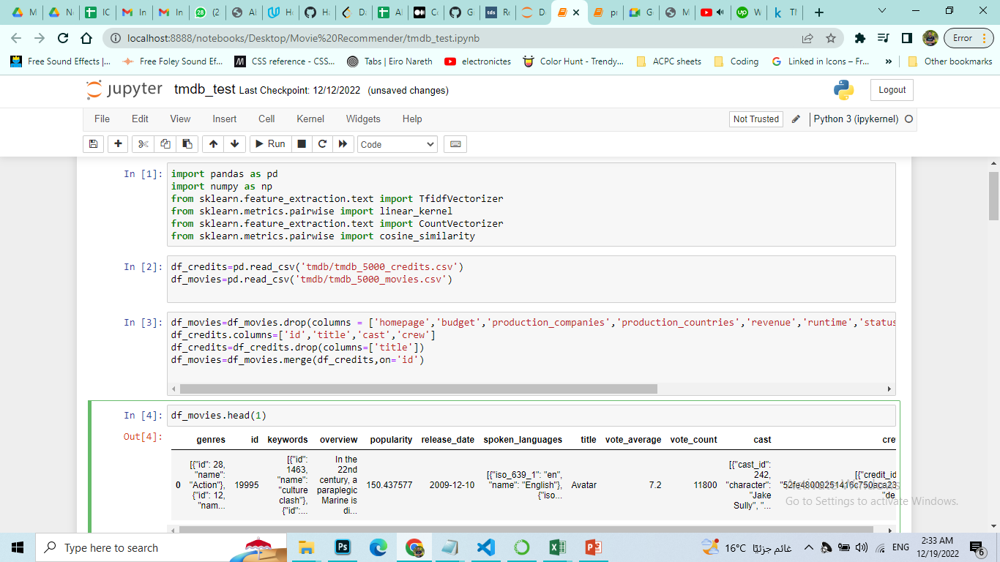 M
N
IC
In
In
(2
Al
Ho
Ha
Da
Al
Co
G
Re
D
pr
G
M
W
Tl
localhost:8888/notebooks/Desktop/Movie%20Recommender/tmdb_test.ipynb
Error
Free Sound Effects |...
Free Foley Sound Ef...
CSS reference - CSS...
Tabs | Eiro Nareth
electronictes
Color Hunt - Trendy...
ACPC sheets
Coding
Linked in Icons – Fr...
»
Other bookmarks
jupyter tmdb_test Last Checkpoint: 12/12/2022 (unsaved changes)
Logout
File Edit View Insert Cell Kernel Widgets Help
Not Trusted
Python 3 (ipykernel)
Run
Code
In [1]:
import pandas as pd
import numpy as np
from sklearn.feature_extraction.text import TfidfVectorizer
from sklearn.metrics.pairwise import linear_kernel
from sklearn.feature_extraction.text import CountVectorizer
from sklearn.metrics.pairwise import cosine_similarity
In [2]:
df_credits=pd.read_csv('tmdb/tmdb_5000_credits.csv')
df_movies=pd.read_csv('tmdb/tmdb_5000_movies.csv')
In [3]:
df_movies=df_movies.drop(columns = ['homepage','budget','production_companies','production_countries','revenue','runtime','status
df_credits.columns=['id','title','cast','crew']
df_credits=df_credits.drop(columns=['title'])
df_movies=df_movies.merge(df_credits,on='id')
In [4]:
df_movies.head(1)
Out[4]:
genres id keywords overview popularity release_date spoken_languages title vote_average vote_count cast cre
0
[{"id": 28,
"name":
"Action"},
{"id": 12,
"nam...
19995
[{"id":
1463,
"name":
"culture
clash"},
{"id":...
In the
22nd
century, a
paraplegic
Marine is
di...
150.437577
2009-12-10
[{"iso_639_1": "en",
"name": "English"},
{"iso...
Avatar
7.2
11800
[{"cast_id":
242,
"character":
"Jake
Sully", "...
[{"credit_id
"52fe48009251416c750aca23
"de
Activate Windows
Go to Settings to activate Windows.
Type here to search
Ps
16°C غائم جزئيًا
ENG
2:33 AM
12/19/2022
6